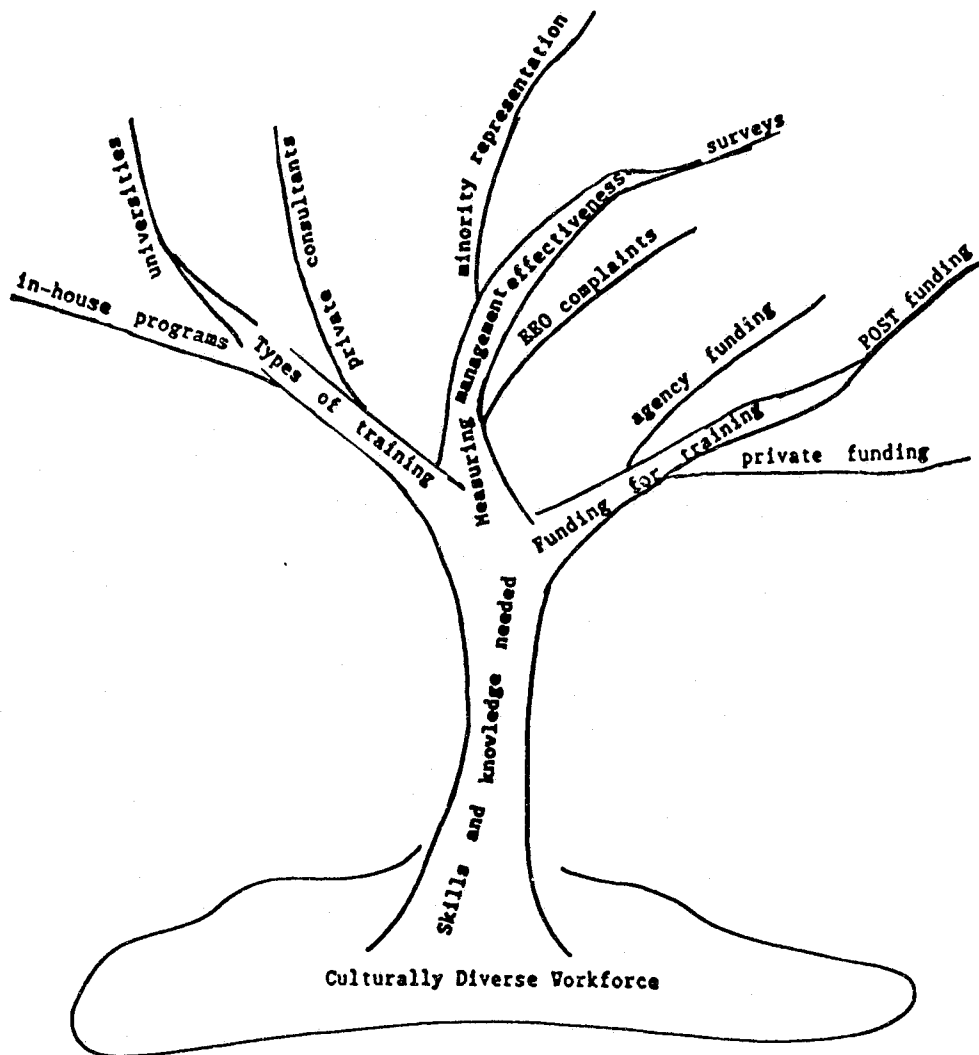 universities
in-house programs
private consultants
Types of training
minority representation
surveys
Measuring management effectiveness
EEO complaints
agency funding
POST funding
Funding for training
private funding
Skills and knowledge needed
Culturally Diverse Workforce